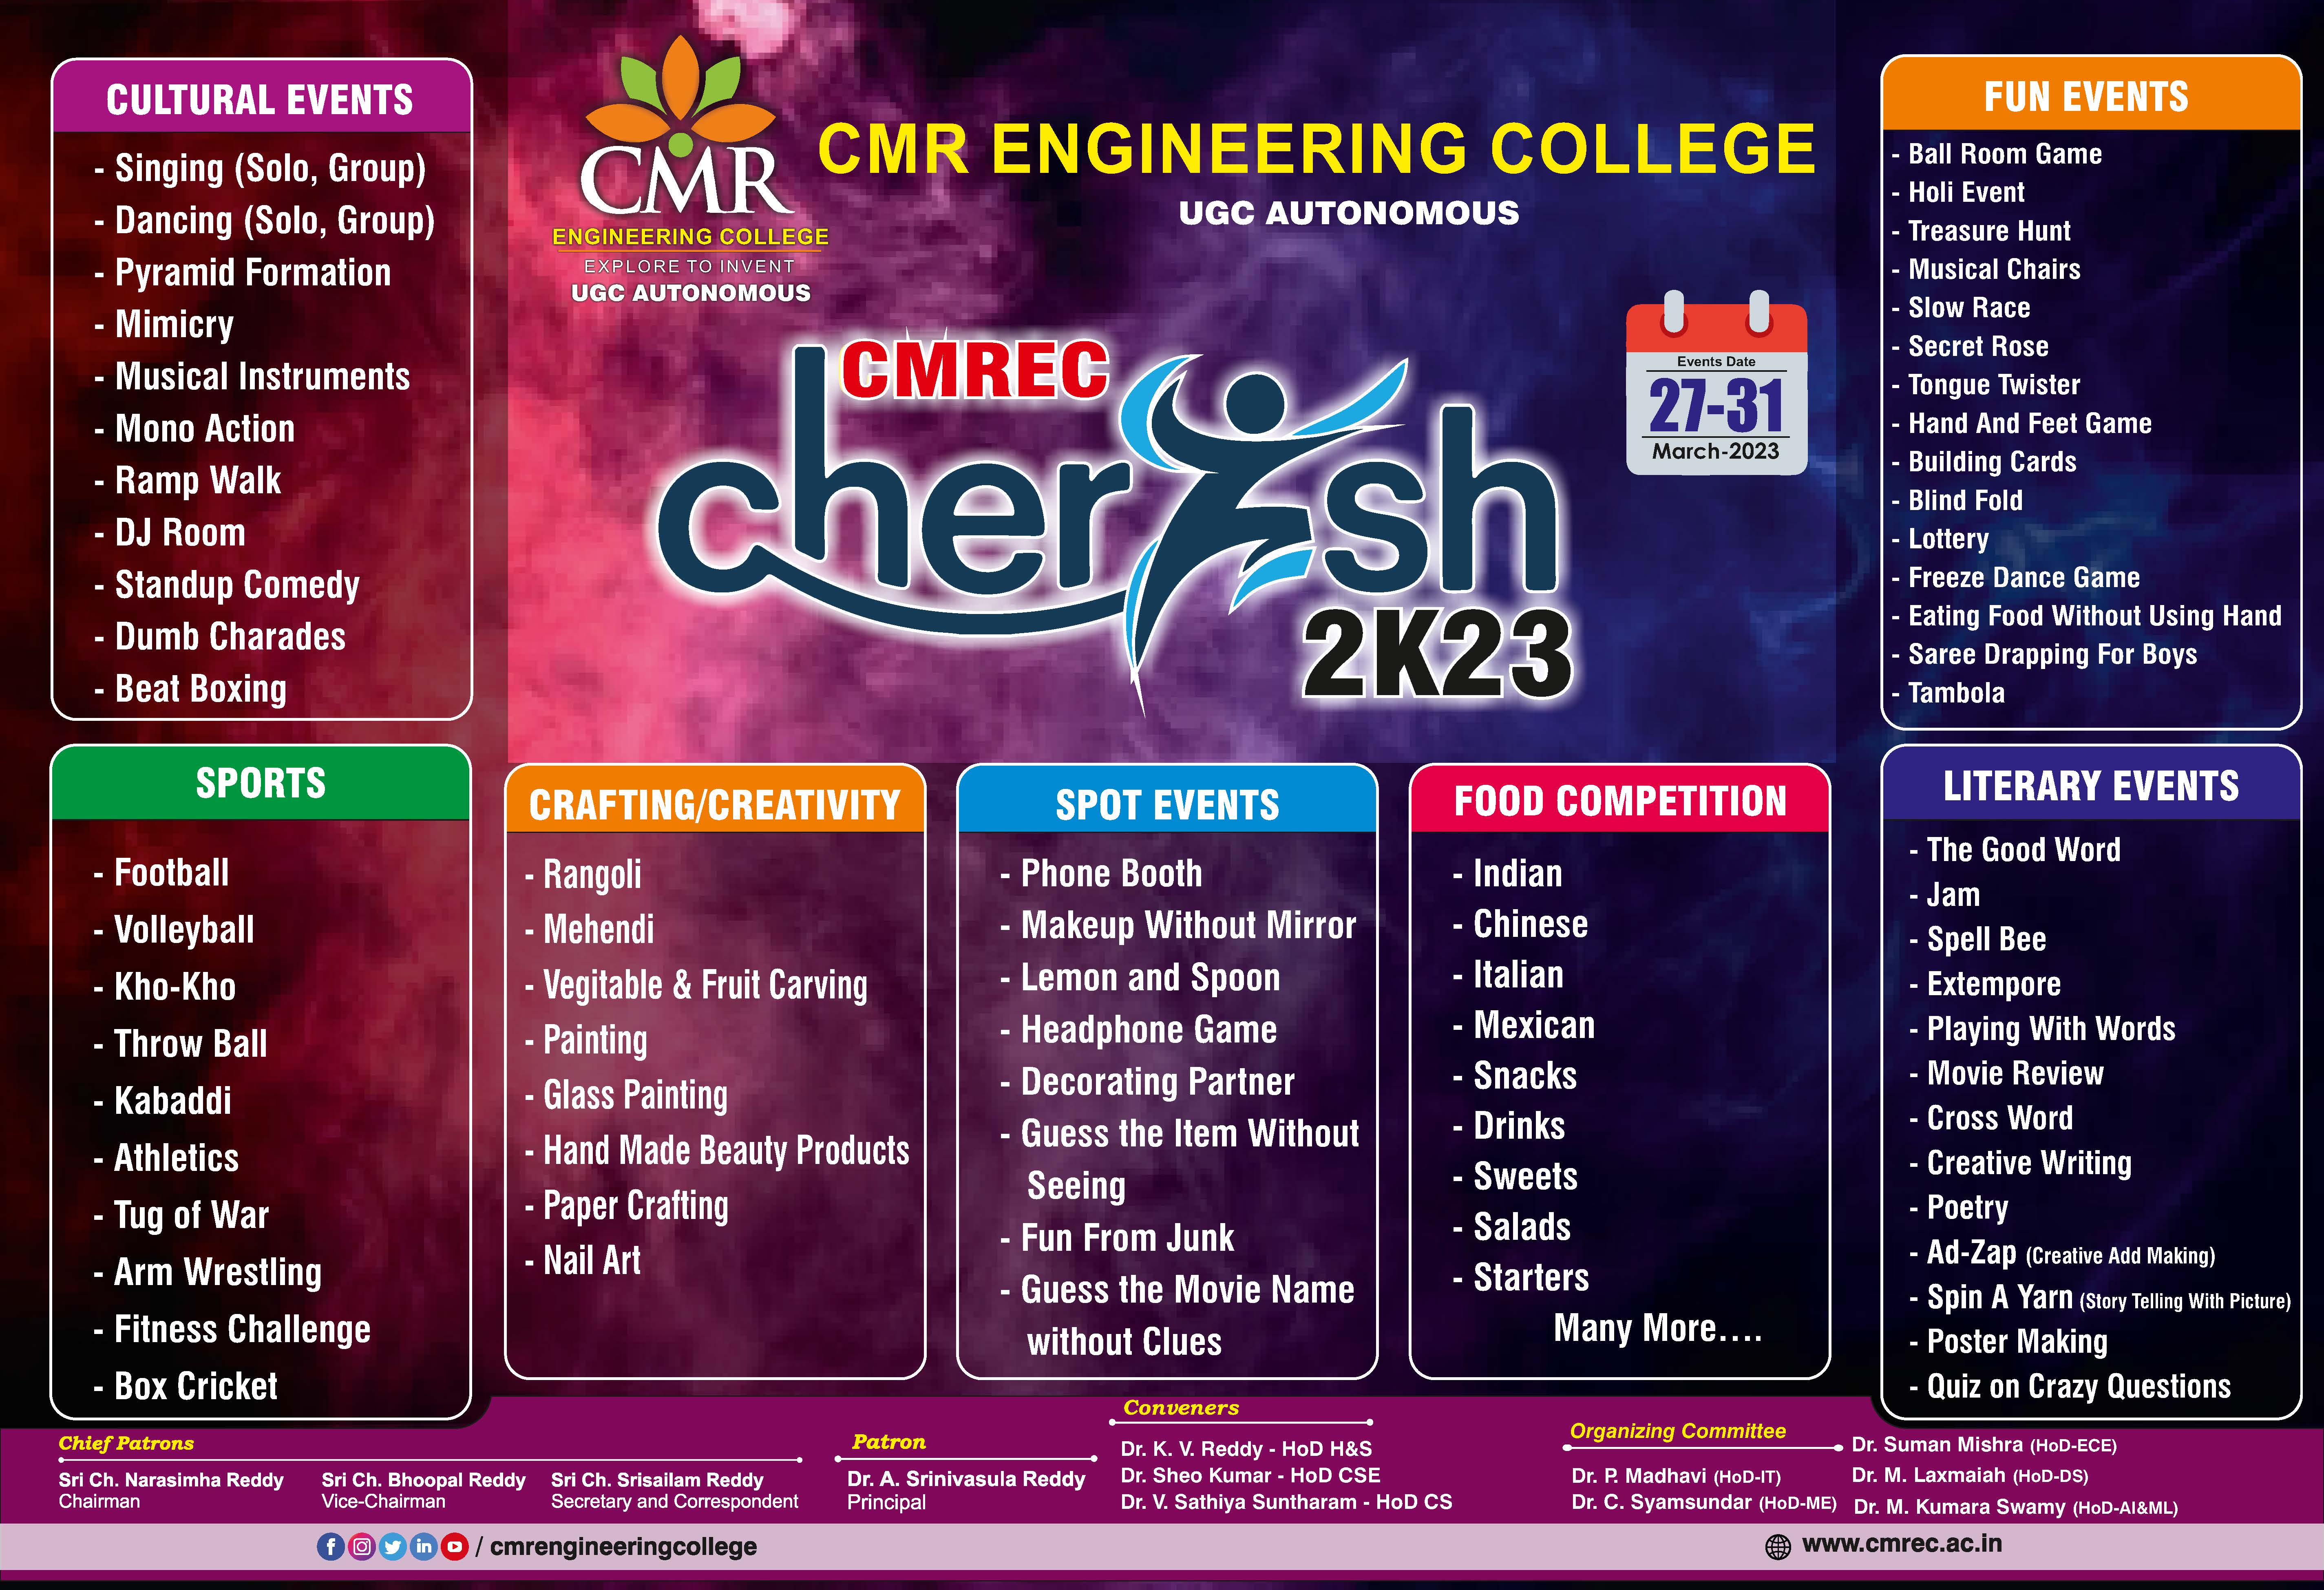 CULTURAL EVENTS
- Singing (Solo, Group)
- Dancing (Solo, Group)
- Pyramid Formation
- Mimicry
- Musical Instruments
- Mono Action
- Ramp Walk
- DJ Room
- Standup Comedy
- Dumb Charades
- Beat Boxing
CMR
ENGINEERING COLLEGE
EXPLORE TO INVENT
UGC AUTONOMOUS
CMR ENGINEERING COLLEGE
UGC AUTONOMOUS
CMREC
cherish
2K23
Events Date
27-31
March-2023
FUN EVENTS
- Ball Room Game
- Holi Event
- Treasure Hunt
- Musical Chairs
- Slow Race
- Secret Rose
- Tongue Twister
- Hand And Feet Game
- Building Cards
- Blind Fold
- Lottery
- Freeze Dance Game
- Eating Food Without Using Hand
- Saree Drapping For Boys
- Tambola
SPORTS
- Football
- Volleyball
- Kho-Kho
- Throw Ball
- Kabaddi
- Athletics
- Tug of War
- Arm Wrestling
- Fitness Challenge
- Box Cricket
CRAFTING/CREATIVITY
- Rangoli
- Mehendi
- Vegitable & Fruit Carving
- Painting
- Glass Painting
- Hand Made Beauty Products
- Paper Crafting
- Nail Art
SPOT EVENTS
- Phone Booth
- Makeup Without Mirror
- Lemon and Spoon
- Headphone Game
- Decorating Partner
- Guess the Item Without
Seeing
- Fun From Junk
- Guess the Movie Name
without Clues
FOOD COMPETITION
- Indian
- Chinese
- Italian
- Mexican
- Snacks
- Drinks
- Sweets
- Salads
- Starters
Many More....
LITERARY EVENTS
- The Good Word
- Jam
- Spell Bee
- Extempore
- Playing With Words
- Movie Review
- Cross Word
- Creative Writing
- Poetry
- Ad-Zap (Creative Add Making)
- Spin A Yarn (Story Telling With Picture)
- Poster Making
- Quiz on Crazy Questions
Chief Patrons
Sri Ch. Narasimha Reddy
Chairman
Sri Ch. Bhoopal Reddy
Vice-Chairman
Sri Ch. Srisailam Reddy
Secretary and Correspondent
Patron
Dr. A. Srinivasula Reddy
Principal
Conveners
Dr. K. V. Reddy - HoD H&S
Dr. Sheo Kumar - HoD CSE
Dr. V. Sathiya Suntharam - HoD CS
Organizing Committee
Dr. P. Madhavi (HoD-IT)
Dr. C. Syamsundar (HoD-ME)
Dr. Suman Mishra (HoD-ECE)
Dr. M. Laxmaiah (HoD-DS)
Dr. M. Kumara Swamy (HoD-AI&ML)
/ cmrengineeringcollege
www.cmrec.ac.in